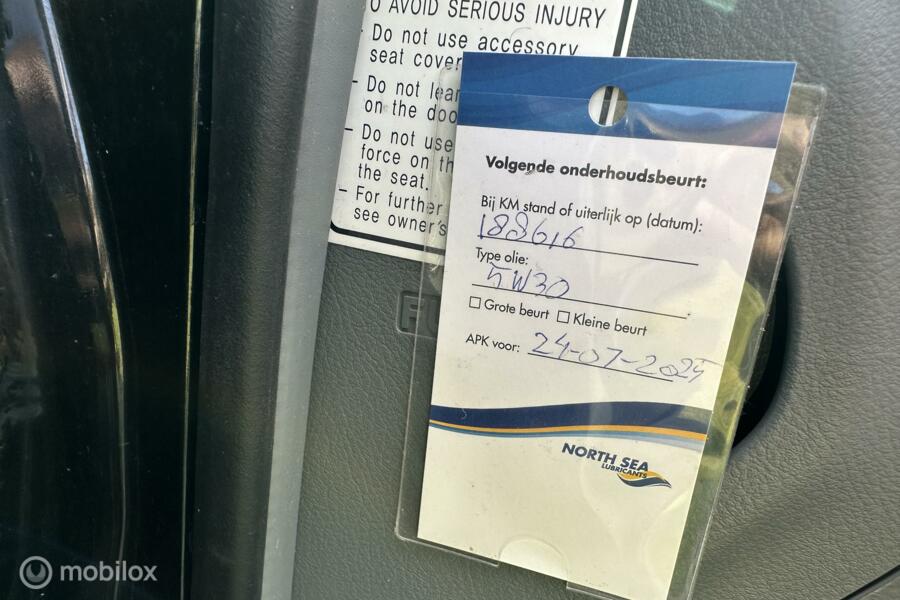 O AVOID SERIOUS INJURY
Do not use accessory
seat cover
- Do not lean
on the doo
- Do not use
force on th
the seat.
- For further
see owner's
Volgende onderhoudsbeurt:
Bij KM stand of uiterlijk op (datum):
188616
Type olie:
5W30
Grote beurt Kleine beurt
APK voor: 24-07-2025
NORTH SEA
LUBRICANTS
mobilox